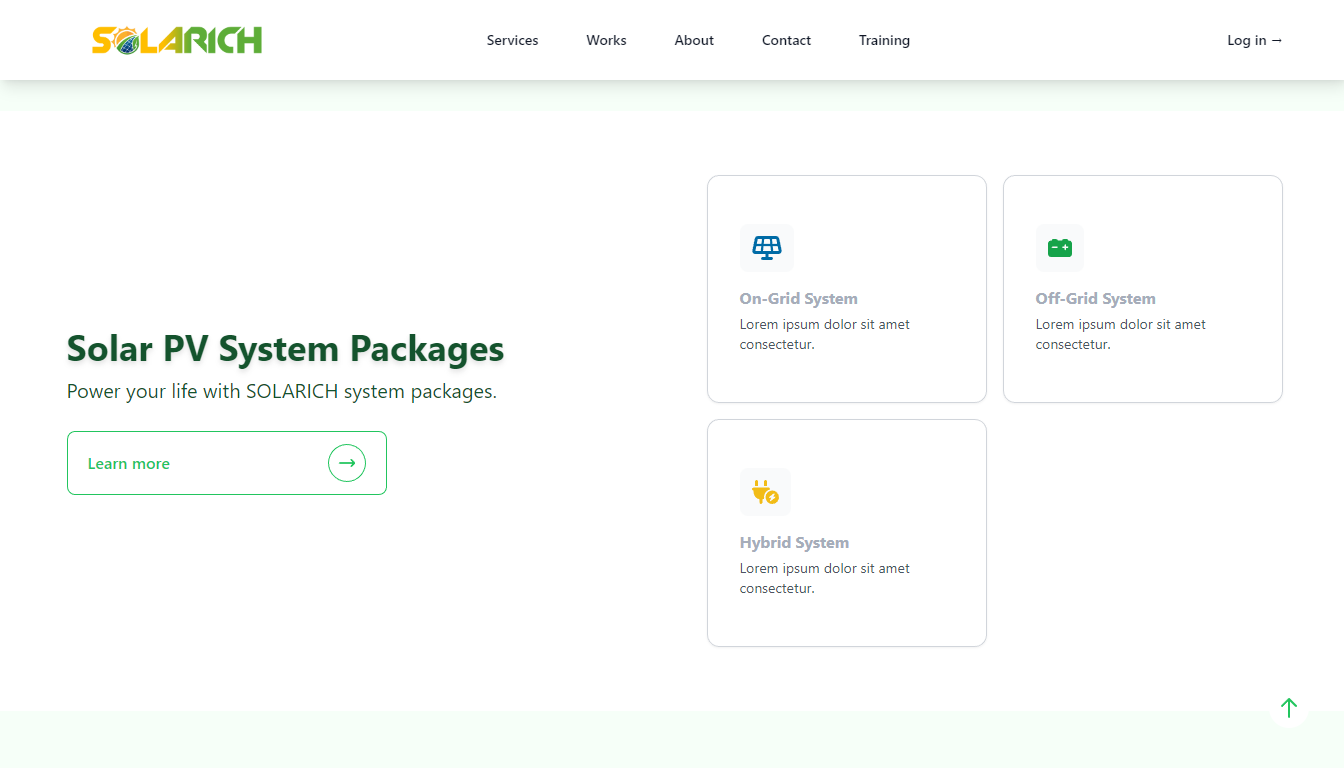 SOLARICH
Services
Works
About
Contact
Training
Log in →
Solar PV System Packages
Power your life with SOLARICH system packages.
Learn more
On-Grid System
Lorem ipsum dolor sit amet
consectetur.
Off-Grid System
Lorem ipsum dolor sit amet
consectetur.
Hybrid System
Lorem ipsum dolor sit amet
consectetur.